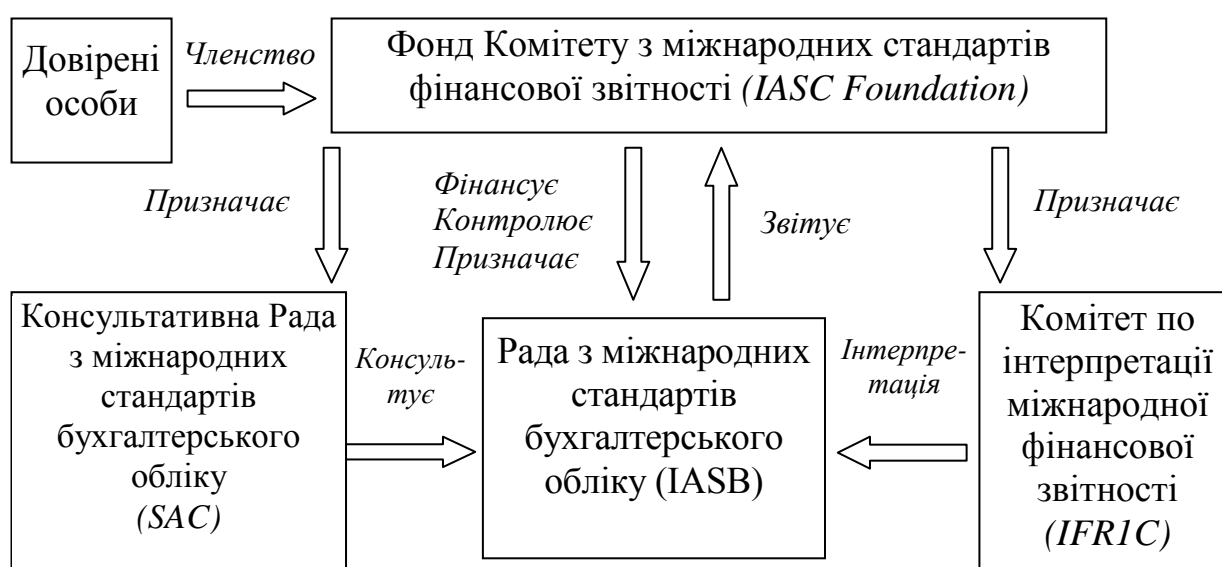 Довірені
особи
Членство
Фонд Комітету з міжнародних стандартів
фінансової звітності (IASC Foundation)
Призначає
Фінансує
Контролює
Призначає
Звітує
Призначає
Консультативна Рада
з міжнародних
стандартів
бухгалтерського
обліку
(SAC)
Консуль-
тує
Рада з міжнародних
стандартів
бухгалтерського
обліку (IASB)
Інтерпре-
тація
Комітет по
інтерпретації
міжнародної
фінансової
звітності
(IFR1C)